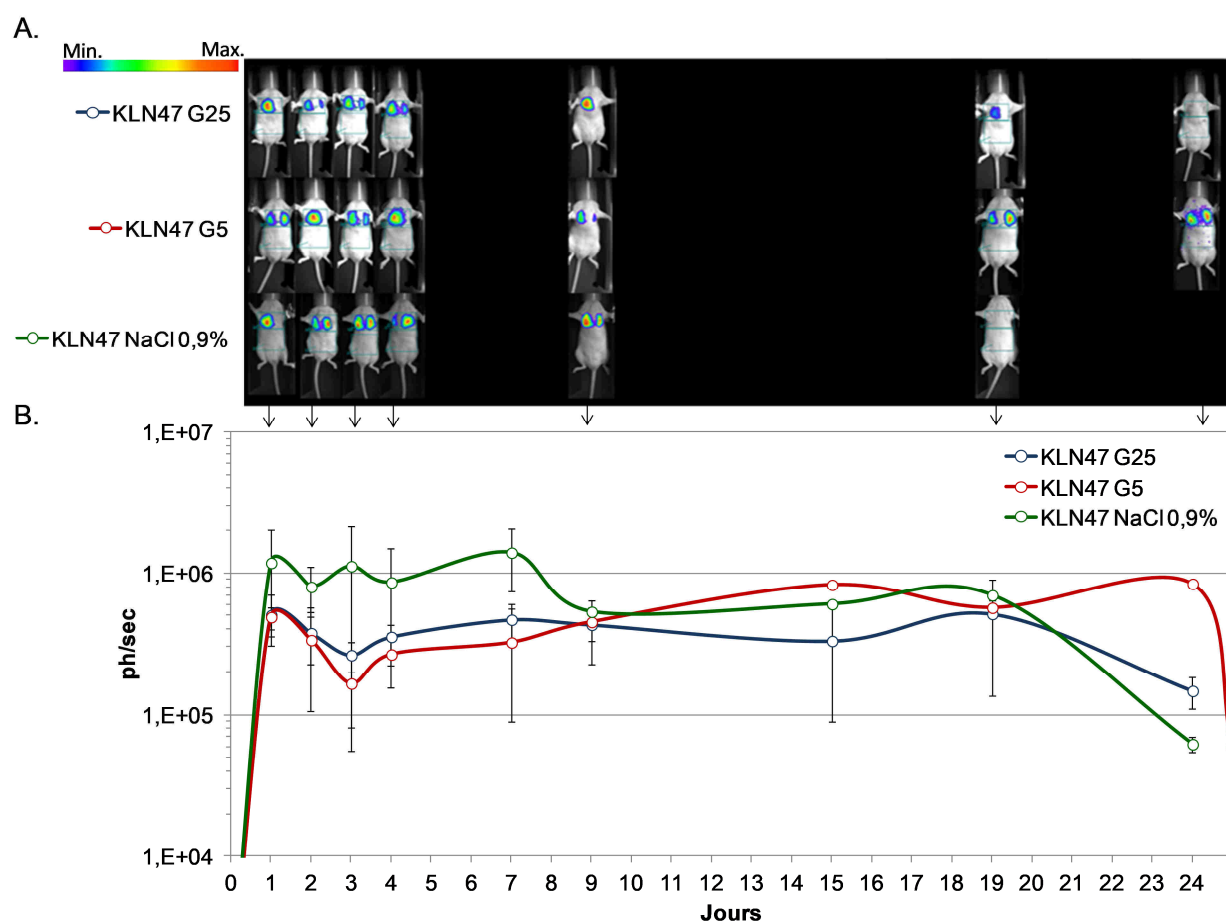 A.
Min. Max.
KLN47 G25
KLN47 G5
KLN47 NaCl 0,9%
B.
1,E+07
1,E+06
1,E+05
1,E+04
ph/sec
KLN47 G25
KLN47 G5
KLN47 NaCl 0,9%
0 1 2 3 4 5 6 7 8 9 10 11 12 13 14 15 16 17 18 19 20 21 22 23 24
Jours